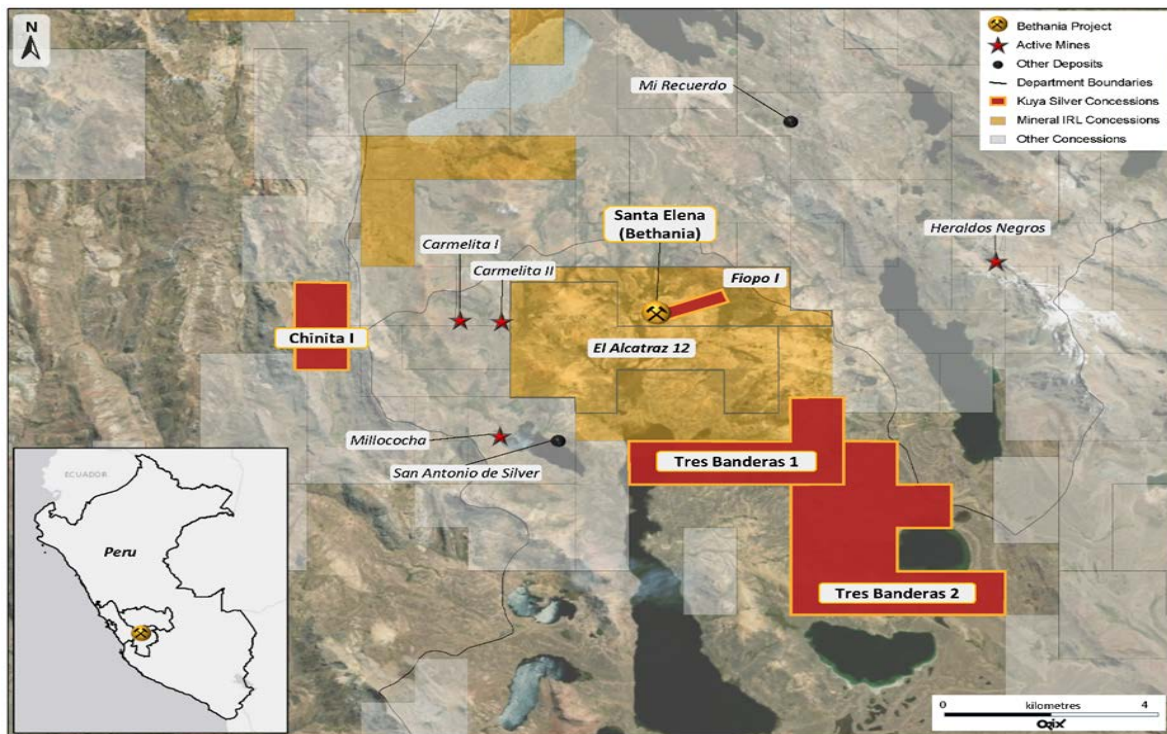 N
Bethania Project
Active Mines
Other Deposits
Department Boundaries
Kuya Silver Concessions
Mineral IRL Concessions
Other Concessions
Mi Recuerdo
Santa Elena
(Bethania)
Heraldos Negros
Carmelita I
Carmelita II
Fiopo I
Chinita I
El Alcatraz 12
Millococha
San Antonio de Silver
Tres Banderas 1
Tres Banderas 2
ECUADOR
Peru
0 kilometres 4
Orix